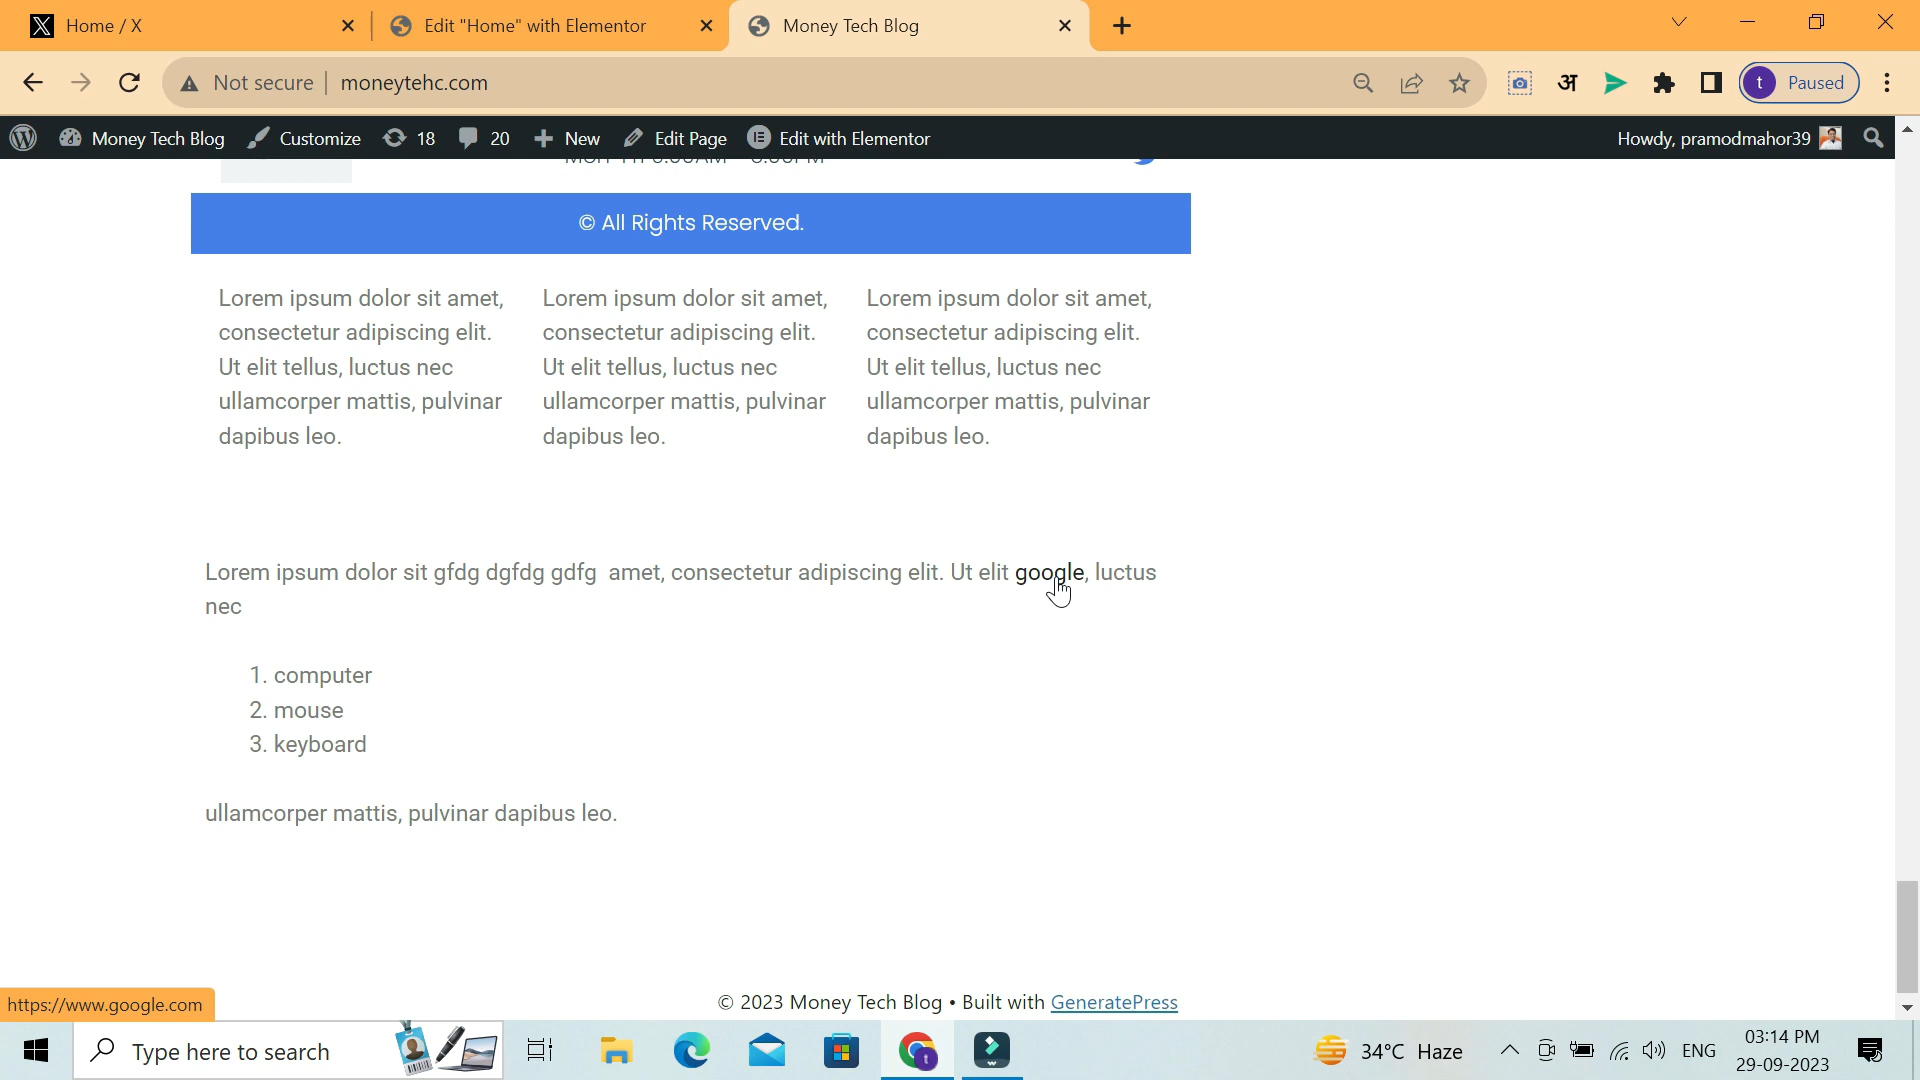 Home / X
Edit "Home" with Elementor
Money Tech Blog
Not secure
moneytehc.com
अ
t
Paused
Money Tech Blog
Customize
18
20
New
Edit Page
Edit with Elementor
Howdy, pramodmahor39
© All Rights Reserved.
Lorem ipsum dolor sit amet,
consectetur adipiscing elit.
Ut elit tellus, luctus nec
ullamcorper mattis, pulvinar
dapibus leo.
Lorem ipsum dolor sit amet,
consectetur adipiscing elit.
Ut elit tellus, luctus nec
ullamcorper mattis, pulvinar
dapibus leo.
Lorem ipsum dolor sit amet,
consectetur adipiscing elit.
Ut elit tellus, luctus nec
ullamcorper mattis, pulvinar
dapibus leo.
Lorem ipsum dolor sit gfdg dgfdg gdfg amet, consectetur adipiscing elit. Ut elit google, luctus
nec
1. computer
2. mouse
3. keyboard
ullamcorper mattis, pulvinar dapibus leo.
© 2023 Money Tech Blog • Built with GeneratePress
https://www.google.com
Type here to search
34°C Haze
ENG
03:14 PM
29-09-2023